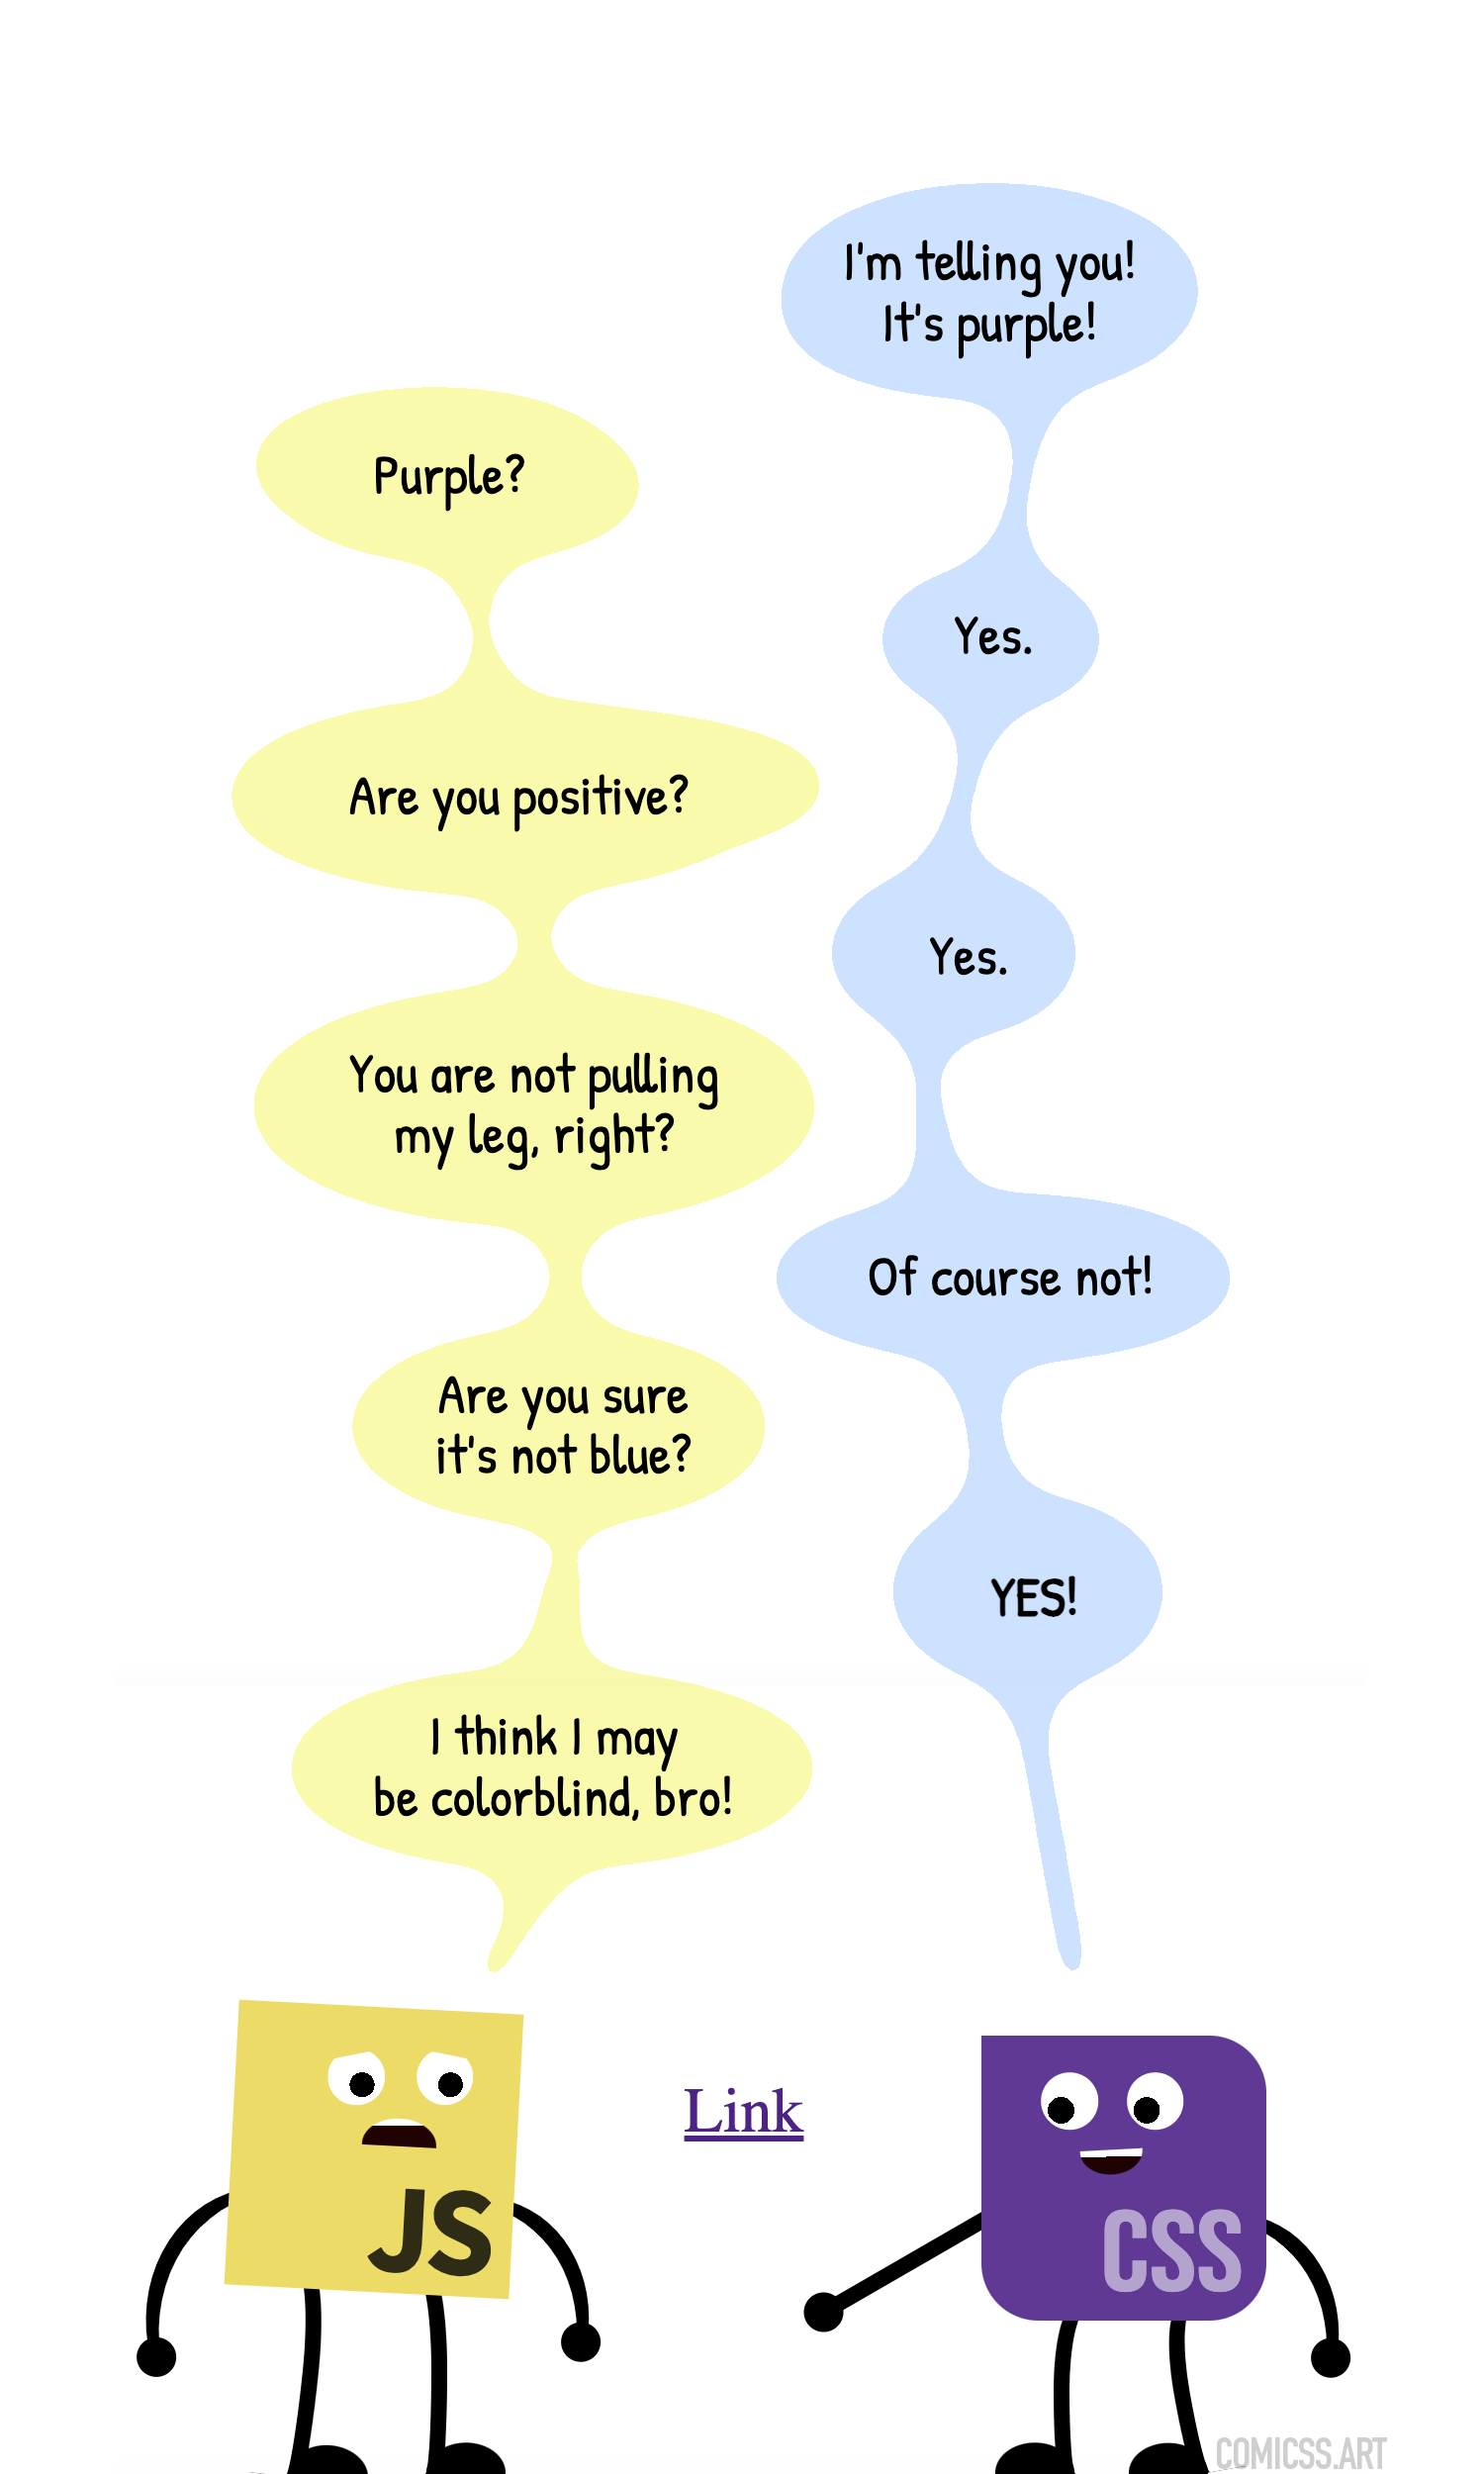 I'm telling you!
It's purple!
Purple?
Yes.
Are you positive?
Yes.
You are not pulling
my leg, right?
Of course not!
Are you sure
it's not blue?
YES!
I think I may
be colorblind, bro!
Link
JS
CSS
COMICSS.ART